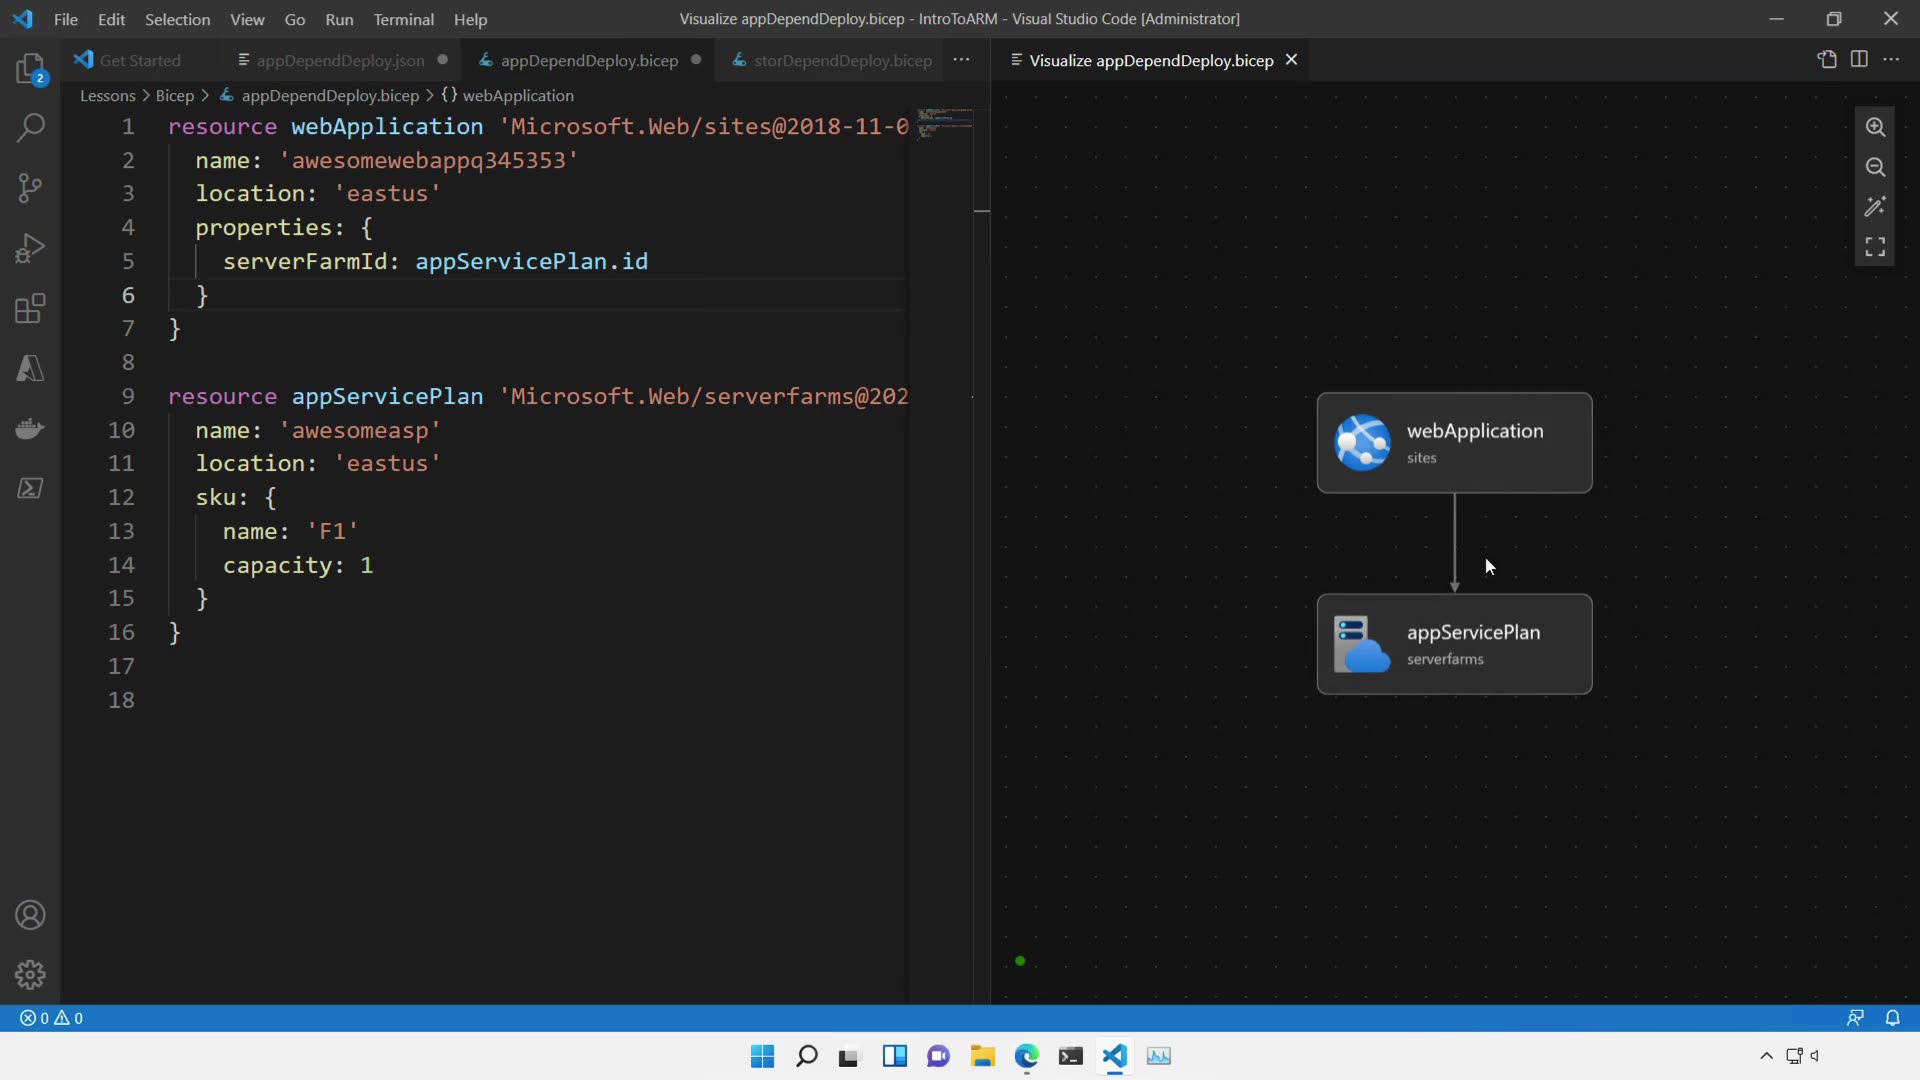 File Edit Selection View Go Run Terminal Help
Visualize appDependDeploy.bicep - IntroToARM - Visual Studio Code [Administrator]
Get Started
appDependDeploy.json
appDependDeploy.bicep
storDependDeploy.bicep
Visualize appDependDeploy.bicep
2
Lessons > Bicep > appDependDeploy.bicep > {} webApplication
1 resource webApplication 'Microsoft.Web/sites@2018-11-0
2 name: 'awesomewebappq345353'
3 location: 'eastus'
4 properties: {
5 serverFarmId: appServicePlan.id
6 }
7 }
8
9 resource appServicePlan 'Microsoft.Web/serverfarms@202
10 name: 'awesomeasp'
11 location: 'eastus'
12 sku: {
13 name: 'F1'
14 capacity: 1
15 }
16 }
17
18
webApplication
sites
appServicePlan
serverfarms
0 0